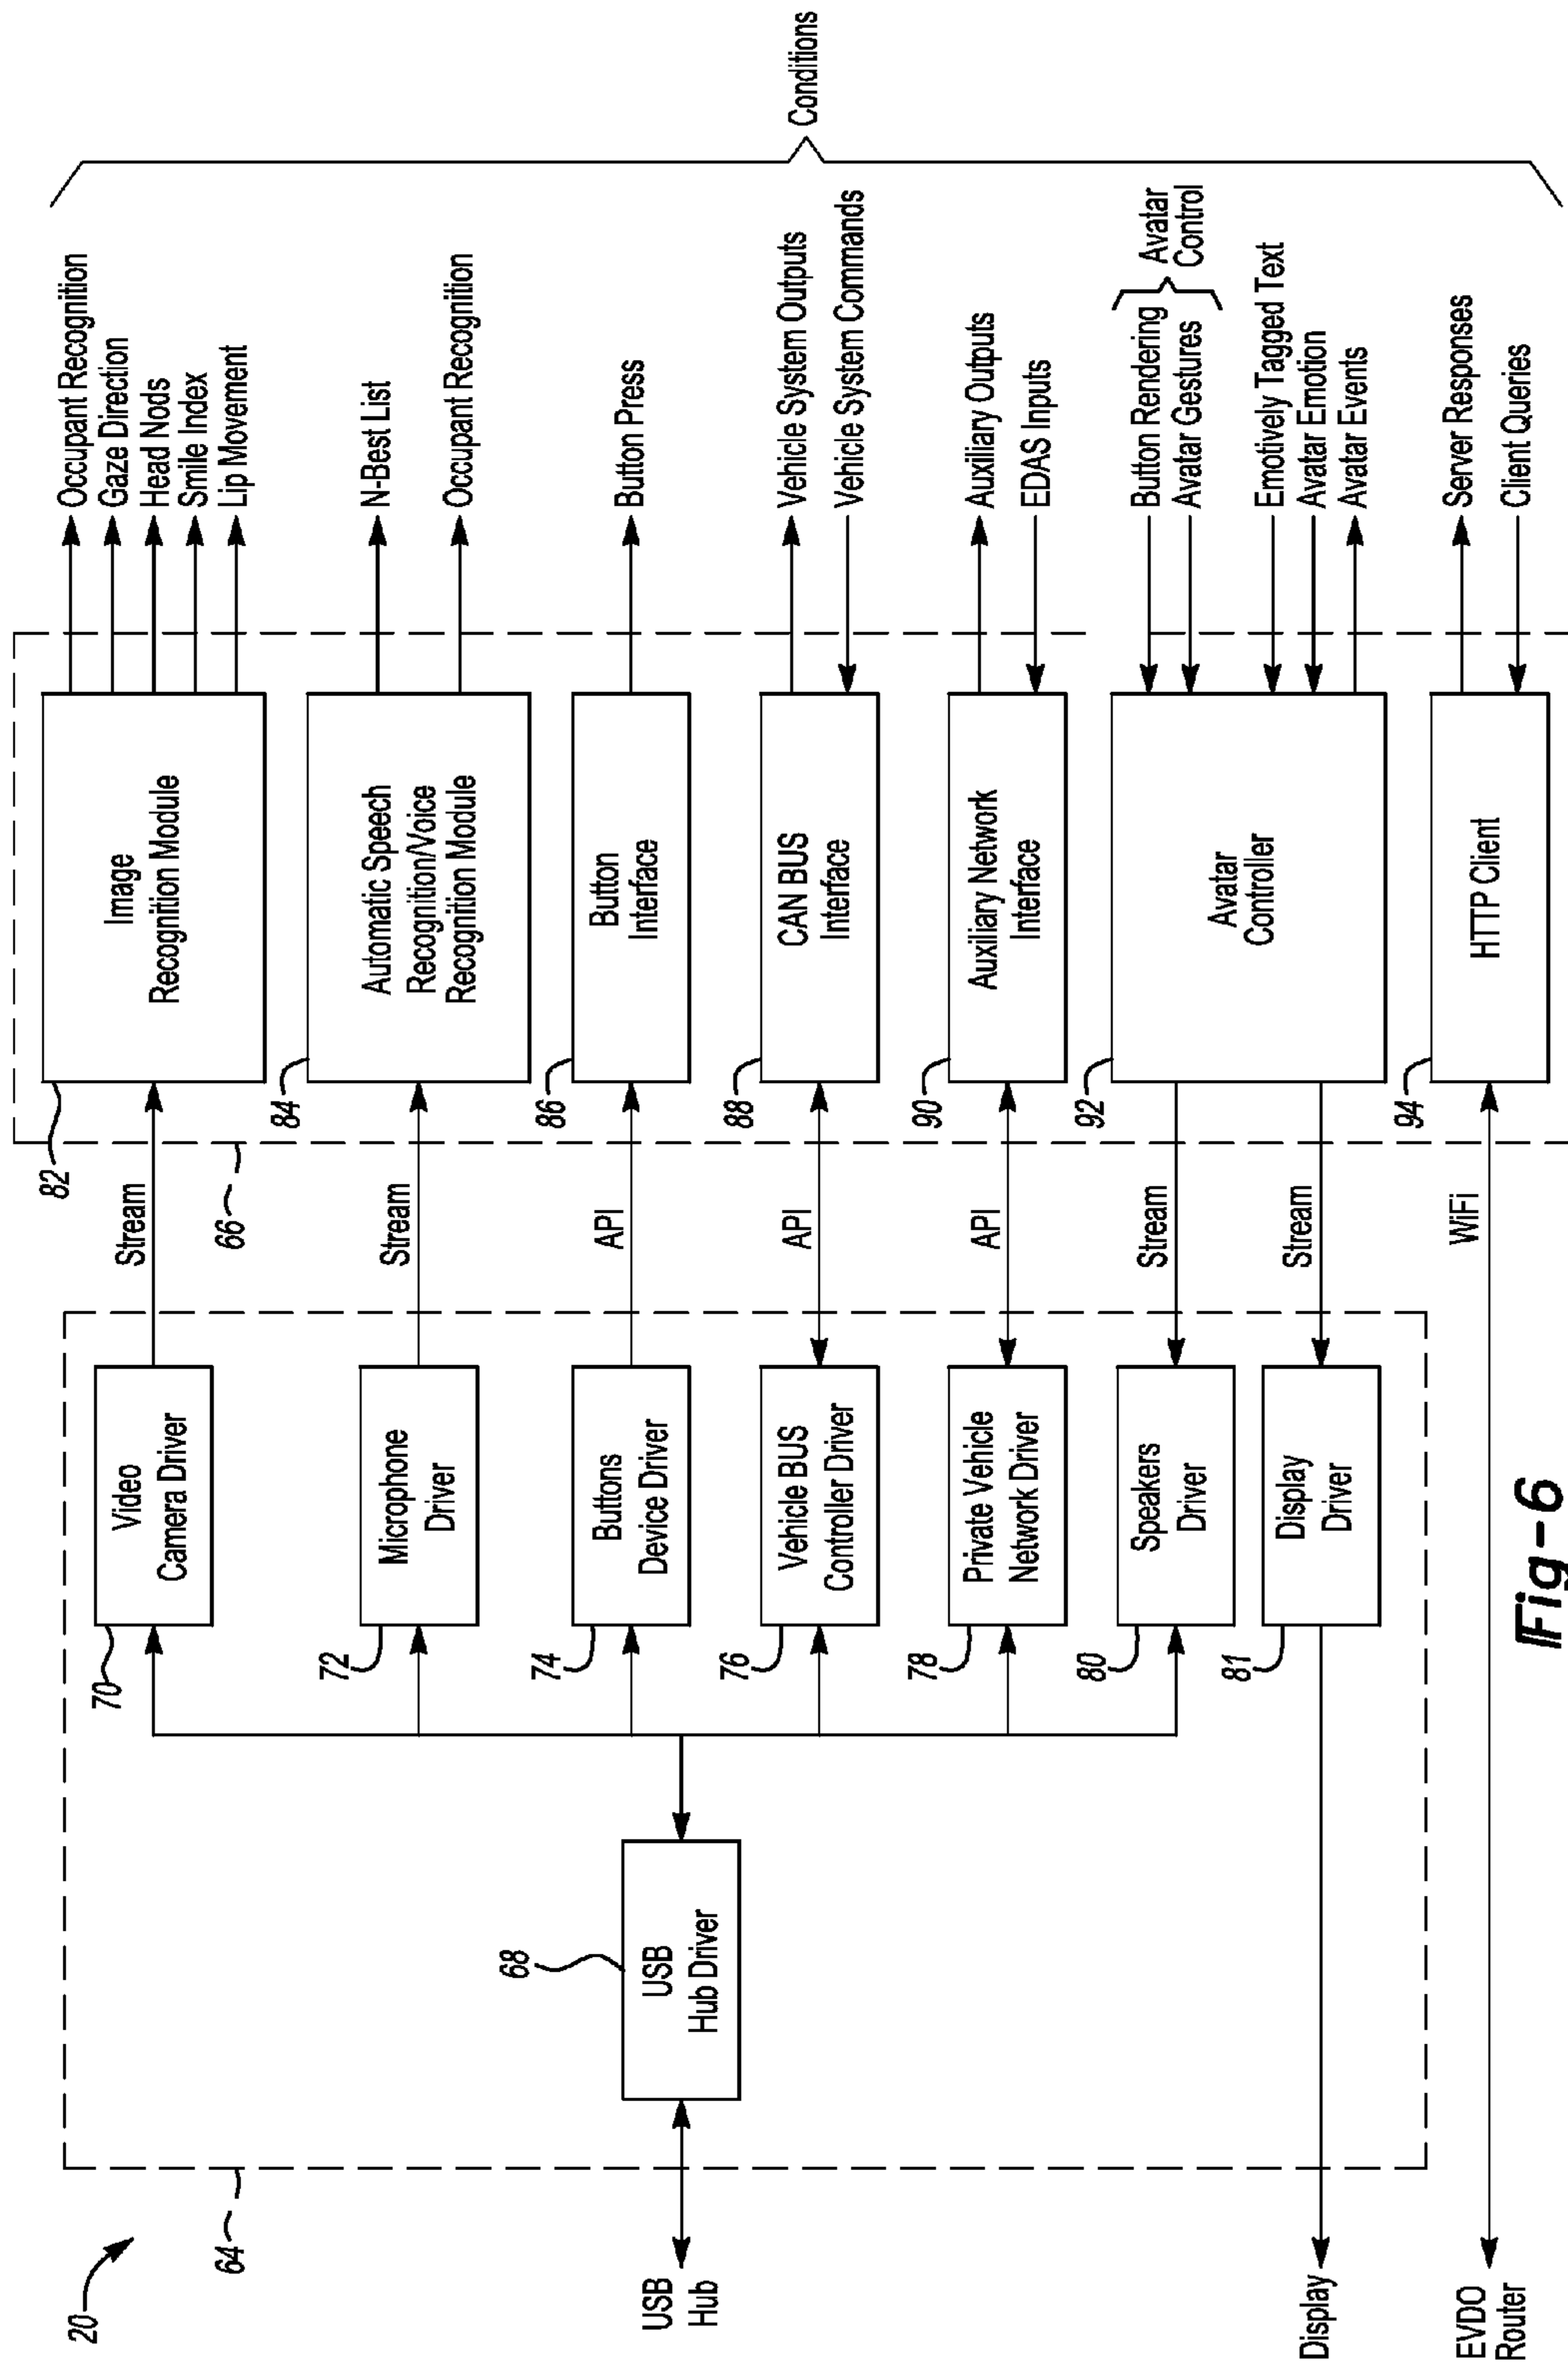 20
64
USB
Hub
68
USB
Hub Driver
Display
EVDO
Router
70
Video
Camera Driver
72
Microphone
Driver
74
Buttons
Device Driver
76
Vehicle BUS
Controller Driver
78
Private Vehicle
Network Driver
80
Speakers
Driver
81
Display
Driver
Stream
Stream
API
API
API
Stream
Stream
WiFi
66
82
Image
Recognition Module
84
Automatic Speech
Recognition/Voice
Recognition Module
86
Button
Interface
88
CAN BUS
Interface
90
Auxiliary Network
Interface
92
Avatar
Controller
94
HTTP Client
Occupant Recognition
Gaze Direction
Head Nods
Smile Index
Lip Movement
N-Best List
Occupant Recognition
Button Press
Vehicle System Outputs
Vehicle System Commands
Auxiliary Outputs
EDAS Inputs
Button Rendering
Avatar Gestures
Avatar
Control
Emotively Tagged Text
Avatar Emotion
Avatar Events
Server Responses
Client Queries
Conditions
Fig-6